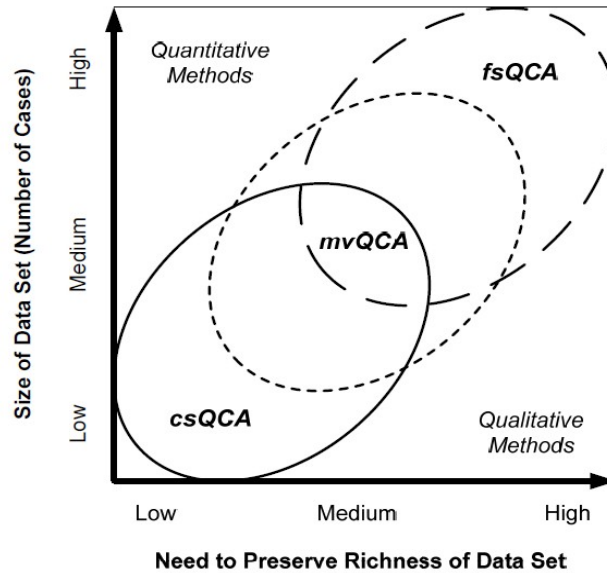 Size of Data Set (Number of Cases)
High
Medium
Low
Quantitative
Methods
fsQCA
mvQCA
csQCA
Qualitative
Methods
Low
Medium
High
Need to Preserve Richness of Data Set